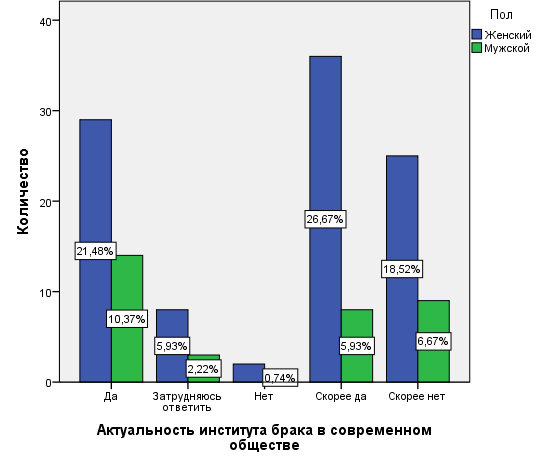 Пол
Женский
Мужской
Количество
40
30
20
10
0
21,48%
10,37%
5,93%
2,22%
0,74%
26,67%
5,93%
18,52%
6,67%
Да
Затрудняюсь
ответить
Нет
Скорее да
Скорее нет
Актуальность института брака в современном
обществе